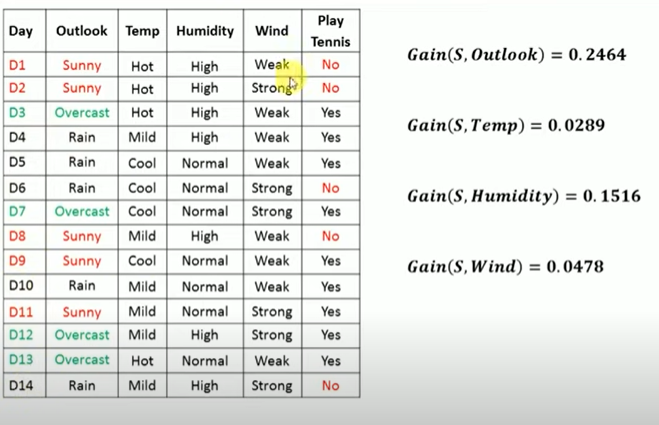 Day Outlook Temp Humidity Wind Play Tennis
D1 Sunny Hot High Weak No
D2 Sunny Hot High Strong No
D3 Overcast Hot High Weak Yes
D4 Rain Mild High Weak Yes
D5 Rain Cool Normal Weak Yes
D6 Rain Cool Normal Strong No
D7 Overcast Cool Normal Strong Yes
D8 Sunny Mild High Weak No
D9 Sunny Cool Normal Weak Yes
D10 Rain Mild Normal Weak Yes
D11 Sunny Mild Normal Strong Yes
D12 Overcast Mild High Strong Yes
D13 Overcast Hot Normal Weak Yes
D14 Rain Mild High Strong No
Gain(S, Outlook) = 0.2464
Gain(S, Temp) = 0.0289
Gain(S, Humidity) = 0.1516
Gain(S, Wind) = 0.0478